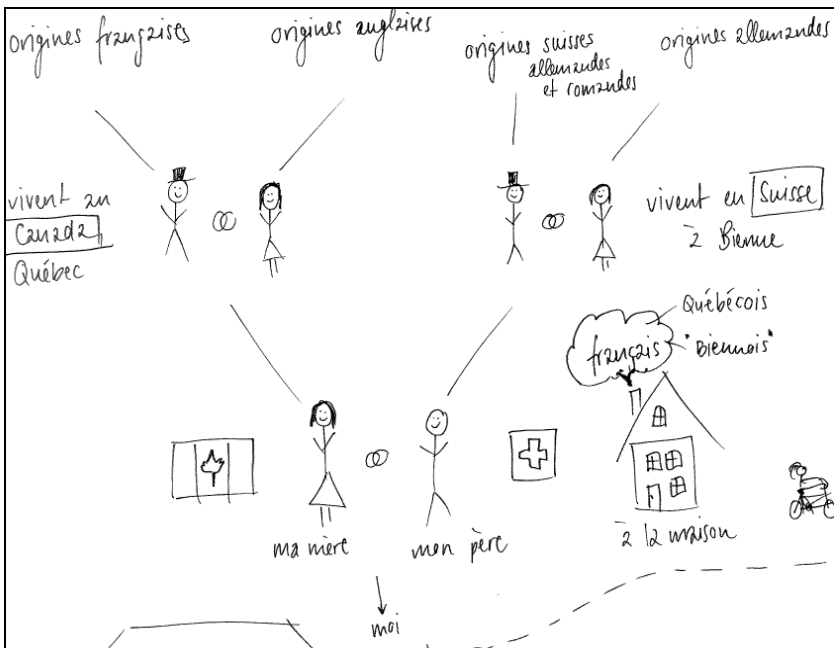 origines françaises
origines anglaises
origines suisses
allemandes
et romandes
origines allemandes
vivent au
Canada
Québec
vivent en Suisse
à Bienne
Québécois
français
"Biennois"
ma mère
mon père
à la maison
moi